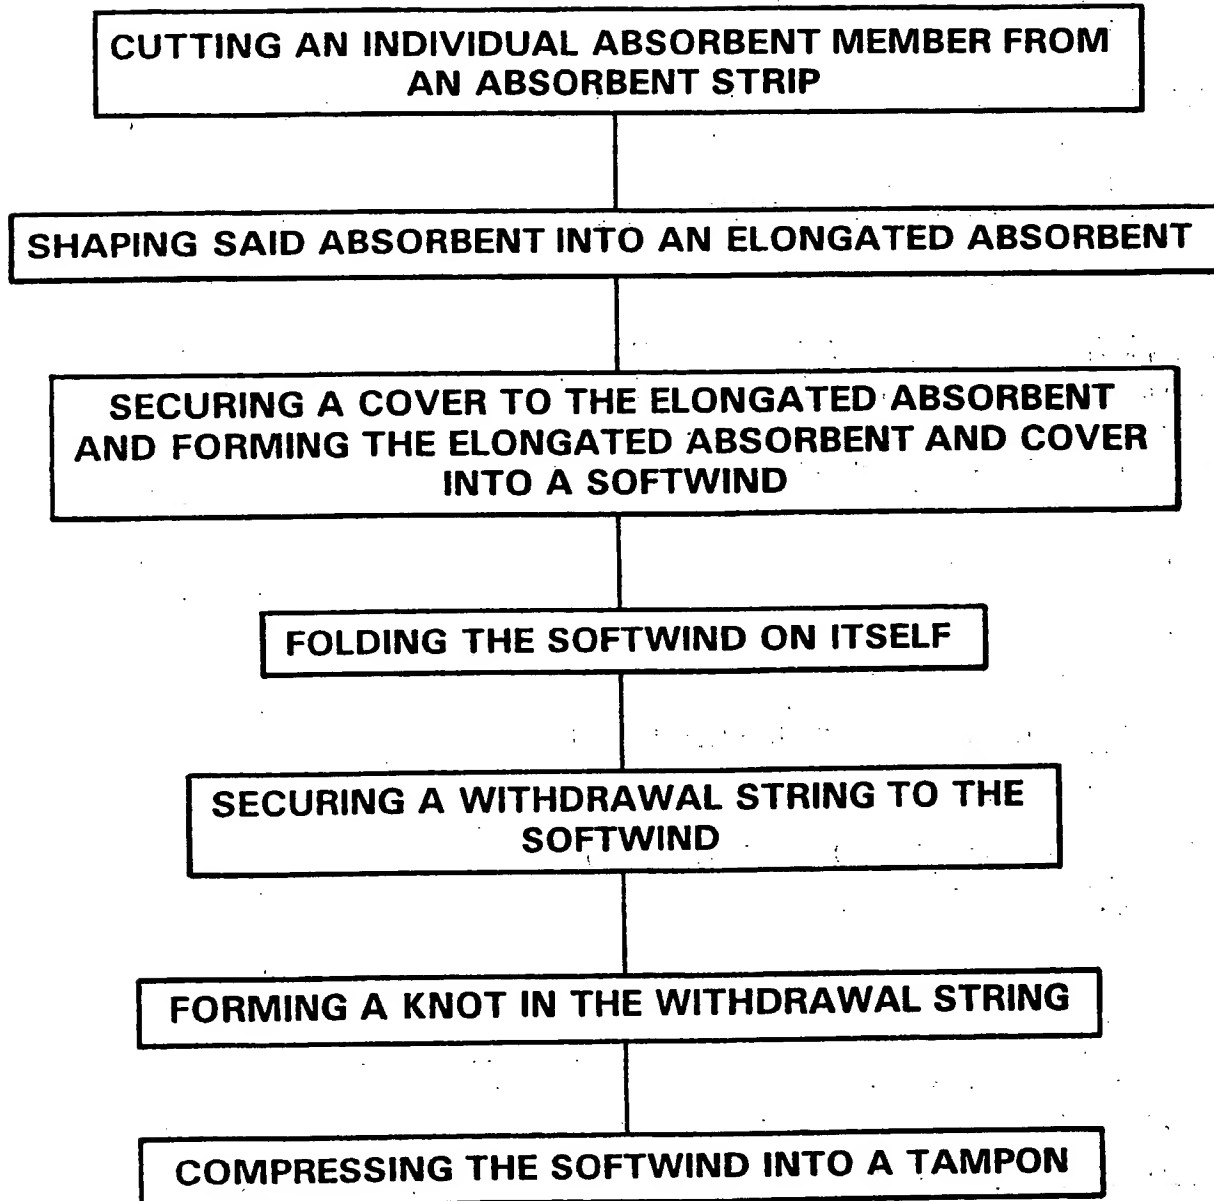 CUTTING AN INDIVIDUAL ABSORBENT MEMBER FROM
AN ABSORBENT STRIP
SHAPING SAID ABSORBENT INTO AN ELONGATED ABSORBENT
SECURING A COVER TO THE ELONGATED ABSORBENT
AND FORMING THE ELONGATED ABSORBENT AND COVER
INTO A SOFTWIND
FOLDING THE SOFTWIND ON ITSELF
SECURING A WITHDRAWAL STRING TO THE
SOFTWIND
FORMING A KNOT IN THE WITHDRAWAL STRING
COMPRESSING THE SOFTWIND INTO A TAMPON